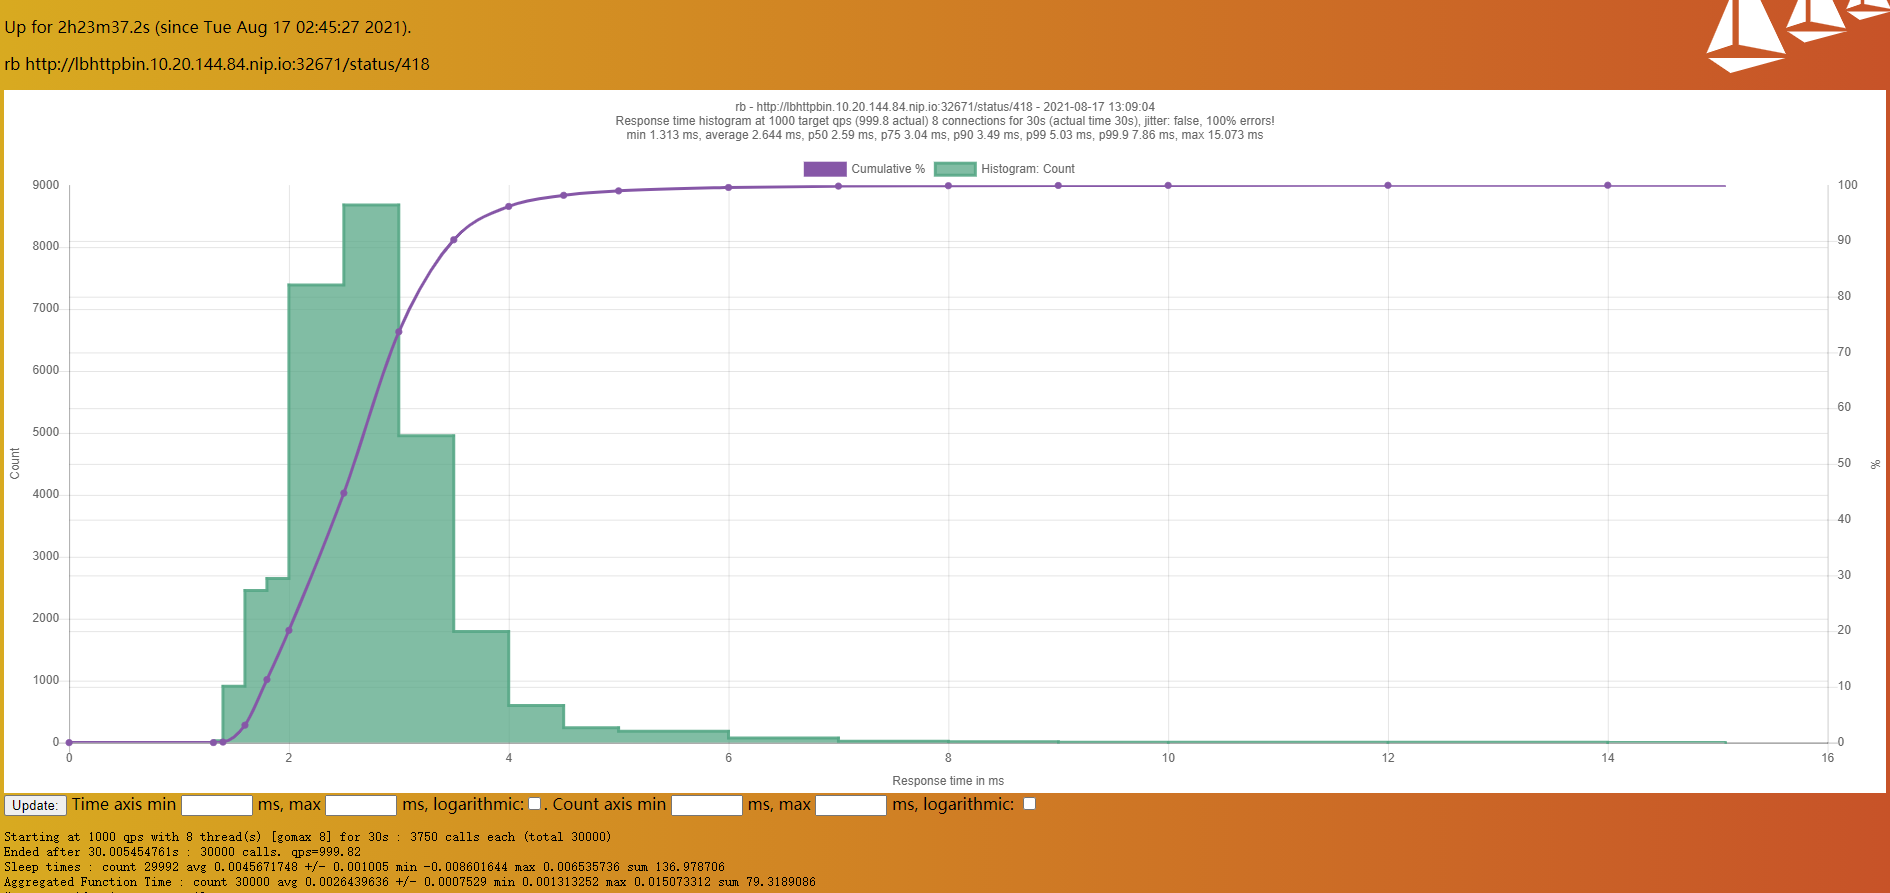 Up for 2h23m37.2s (since Tue Aug 17 02:45:27 2021).
rb http://lbhttpbin.10.20.144.84.nip.io:32671/status/418
rb - http://lbhttpbin.10.20.144.84.nip.io:32671/status/418 - 2021-08-17 13:09:04
Response time histogram at 1000 target qps (999.8 actual) 8 connections for 30s (actual time 30s), jitter: false, 100% errors!
min 1.313 ms, average 2.644 ms, p50 2.59 ms, p75 3.04 ms, p90 3.49 ms, p99 5.03 ms, p99.9 7.86 ms, max 15.073 ms
Cumulative % Histogram: Count
9000 100
90
8000
80
7000
70
6000
60
5000
50
Count %
4000
40
3000
30
2000
20
1000
10
0 0
0 2 4 6 8 10 12 14 16
Response time in ms
Update: Time axis min ms, max ms, logarithmic: . Count axis min ms, max ms, logarithmic:
Starting at 1000 qps with 8 thread(s) [gomax 8] for 30s : 3750 calls each (total 30000)
Ended after 30.005454761s : 30000 calls. qps=999.82
Sleep times : count 29992 avg 0.0045671748 +/- 0.001005 min -0.008601644 max 0.006535736 sum 136.978706
Aggregated Function Time : count 30000 avg 0.0026439636 +/- 0.0007529 min 0.001313252 max 0.015073312 sum 79.3189086